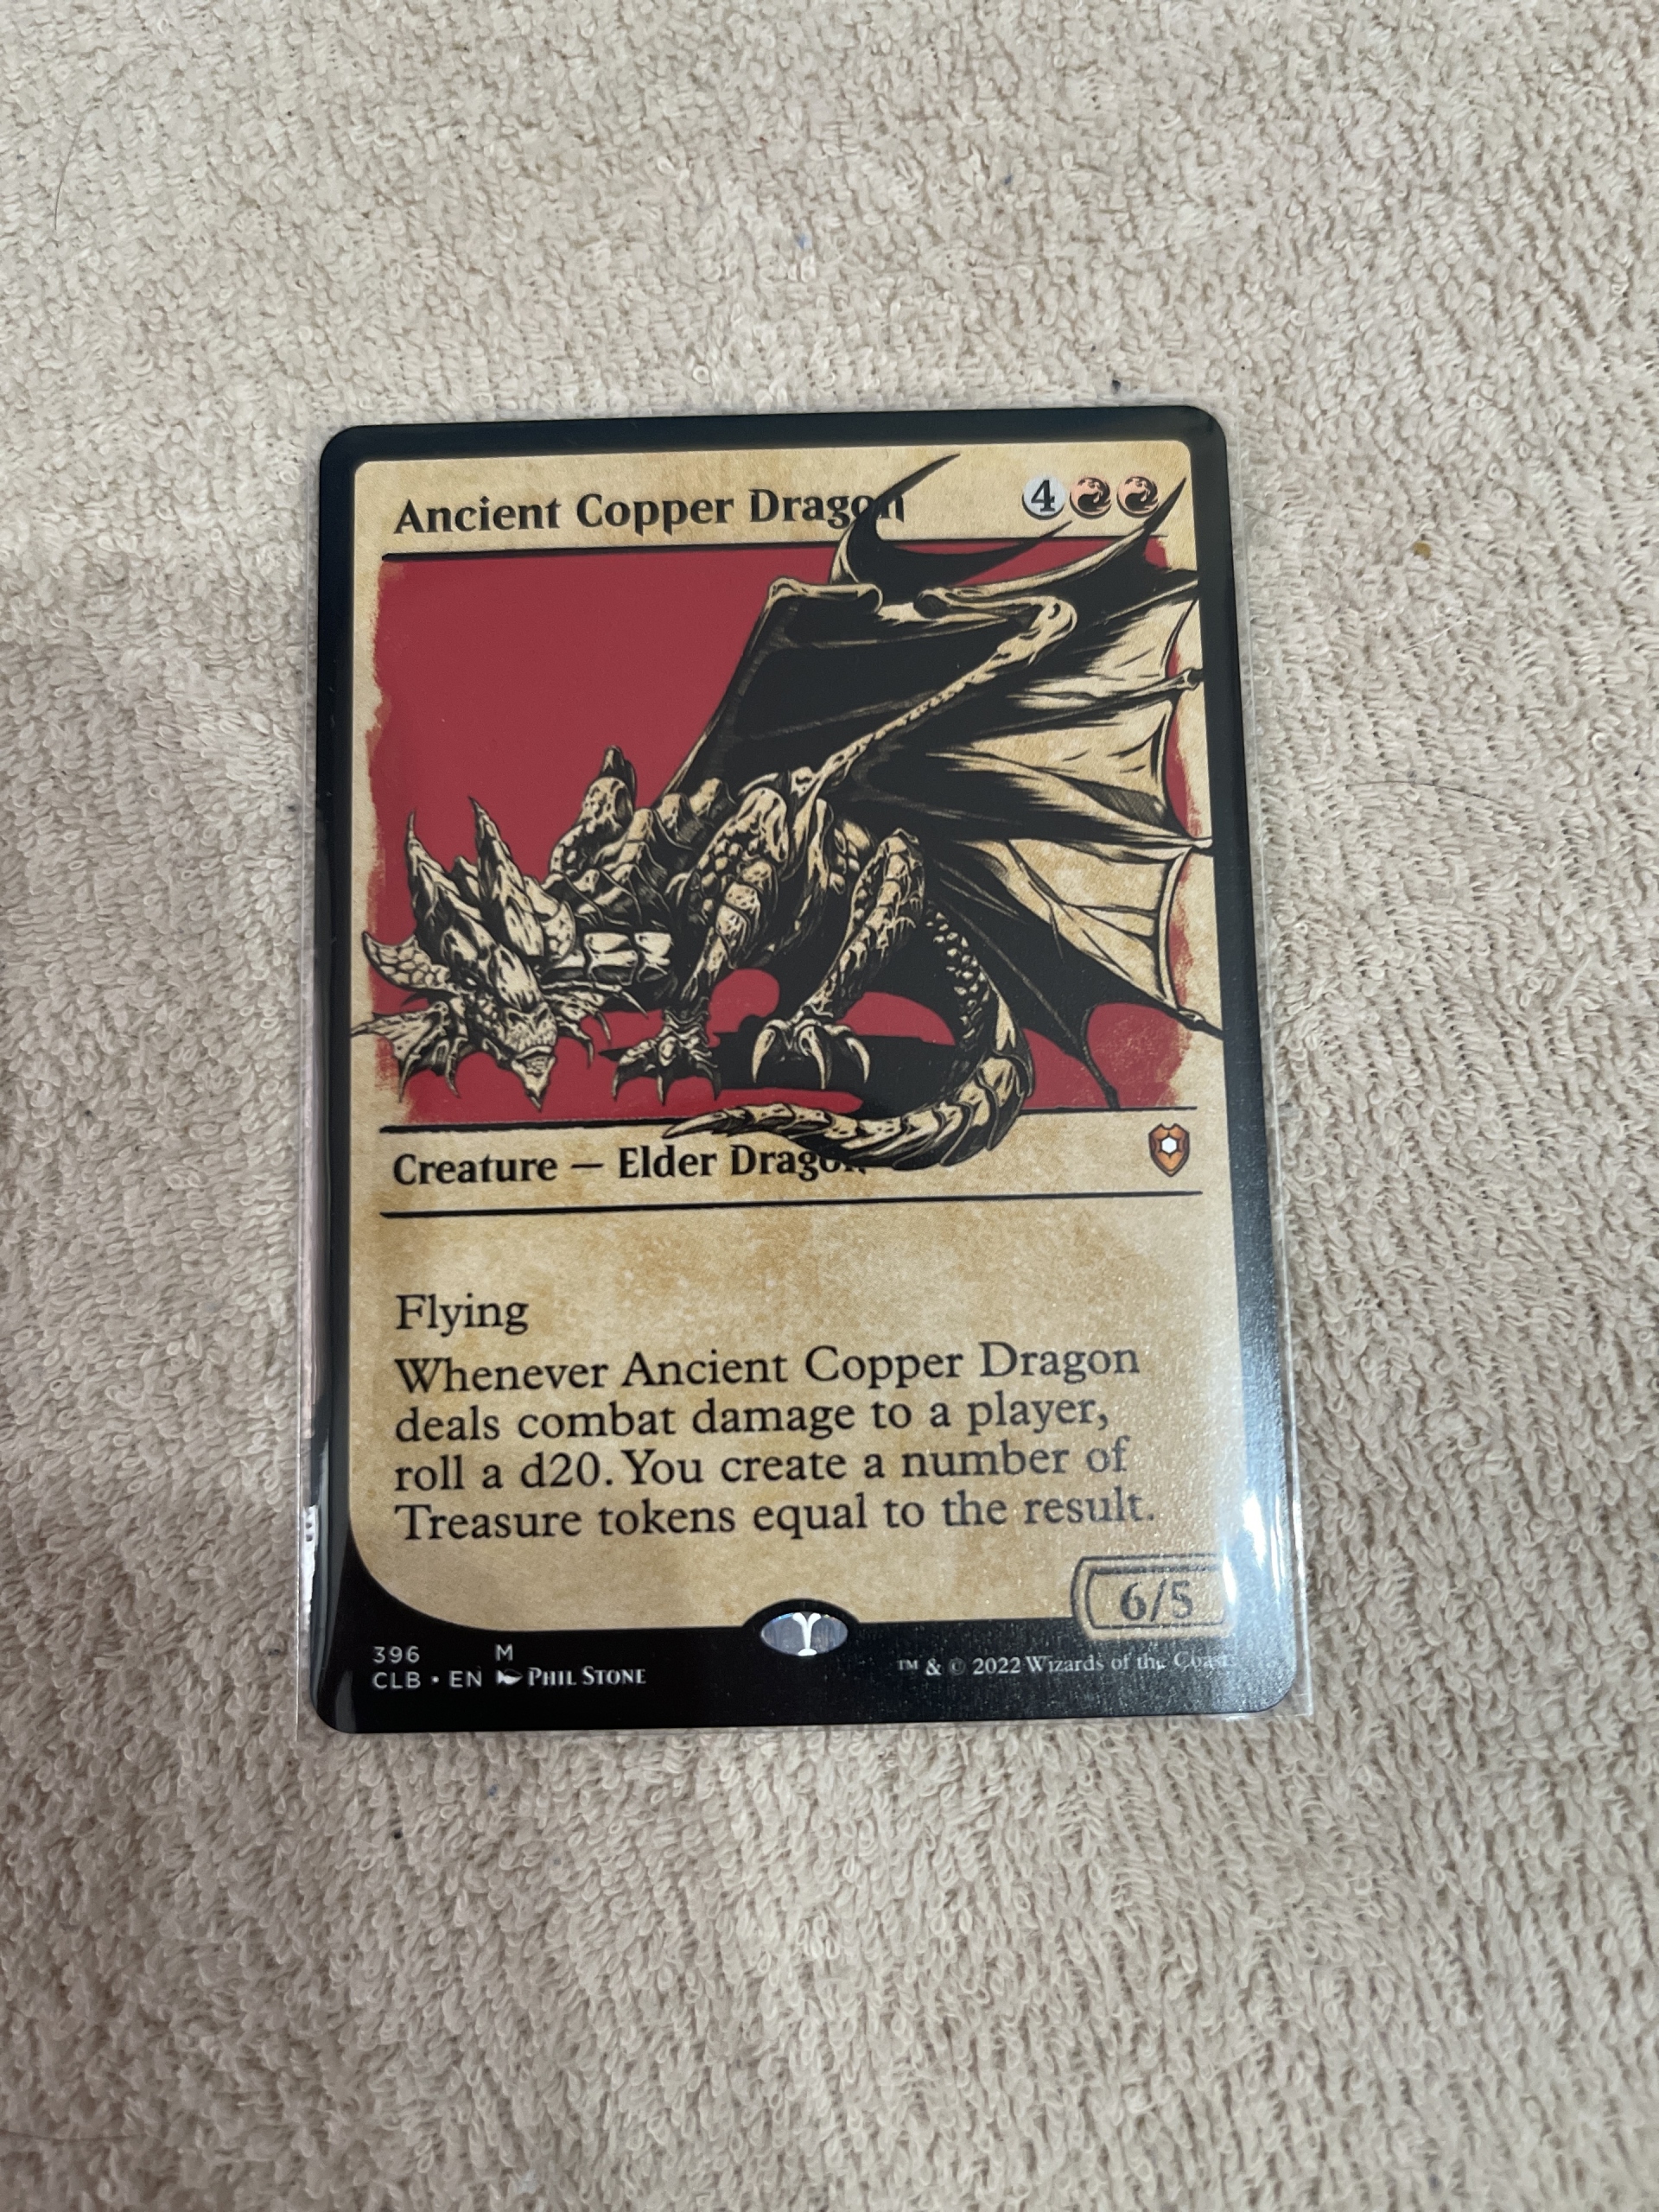 Ancient Copper Dragon 4
Creature — Elder Dragon
Flying
Whenever Ancient Copper Dragon
deals combat damage to a player,
roll a d20. You create a number of
Treasure tokens equal to the result.
6/5
396 M
CLB • EN PHIL STONE
™ & © 2022 Wizards of the Coast